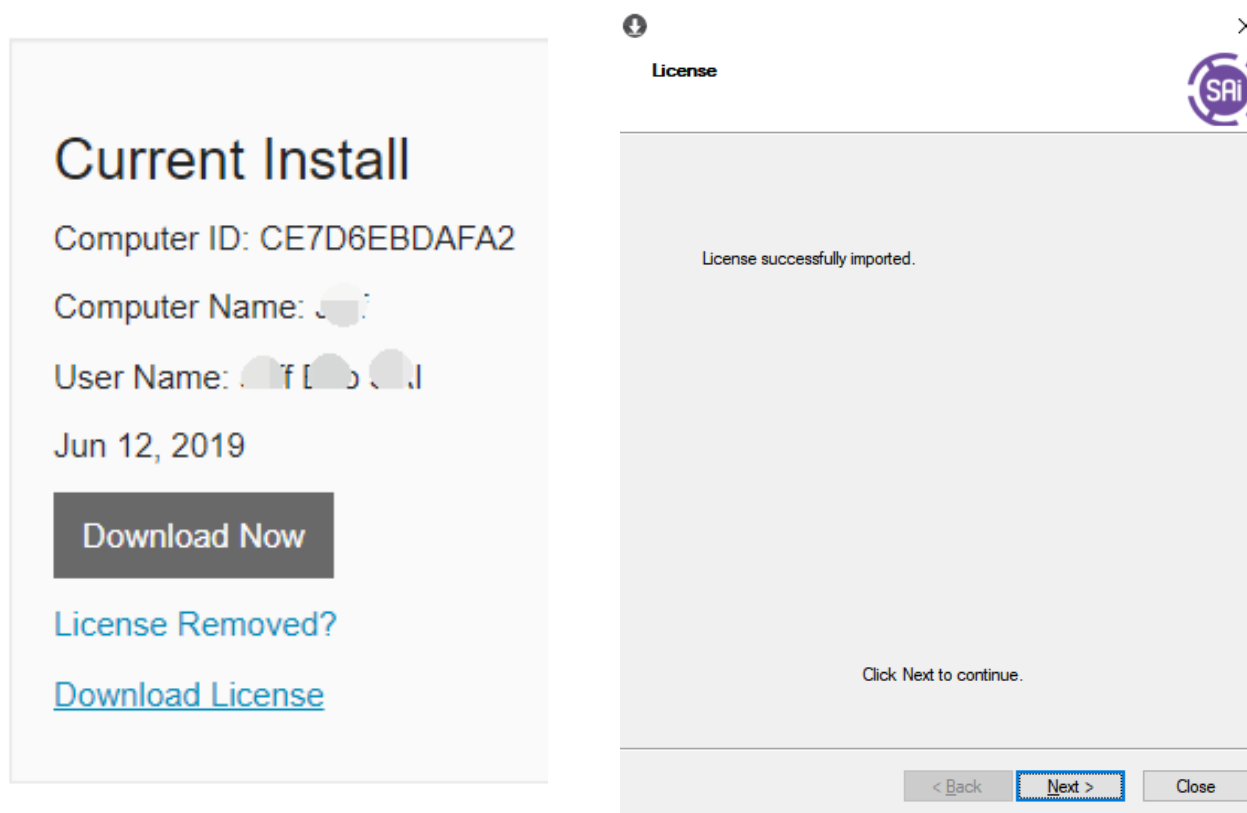 Current Install
Computer ID: CE7D6EBDAFA2
Computer Name:
User Name:
Jun 12, 2019
Download Now
License Removed?
Download License
License
SAi
License successfully imported.
Click Next to continue.
< Back
Next >
Close